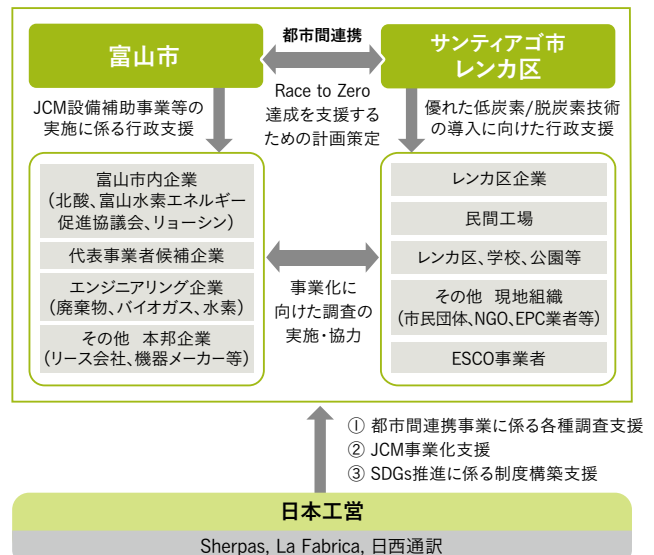 都市間連携
富山市
サンティアゴ市
レンカ区
Race to Zero
達成を支援する
ための計画策定
JCM設備補助事業等の
実施に係る行政支援
優れた低炭素/脱炭素技術
の導入に向けた行政支援
富山市内企業
(北酸、富山水素エネルギー
促進協議会、リョーシン)
代表事業者候補企業
エンジニアリング企業
(廃棄物、バイオガス、水素)
その他 本邦企業
(リース会社、機器メーカー等)
事業化に
向けた調査の
実施・協力
レンカ区企業
民間工場
レンカ区、学校、公園等
その他 現地組織
(市民団体、NGO、EPC業者等)
ESCO事業者
① 都市間連携事業に係る各種調査支援
② JCM事業化支援
③ SDGs推進に係る制度構築支援
日本工営
Sherpas, La Fabrica, 日西通訳